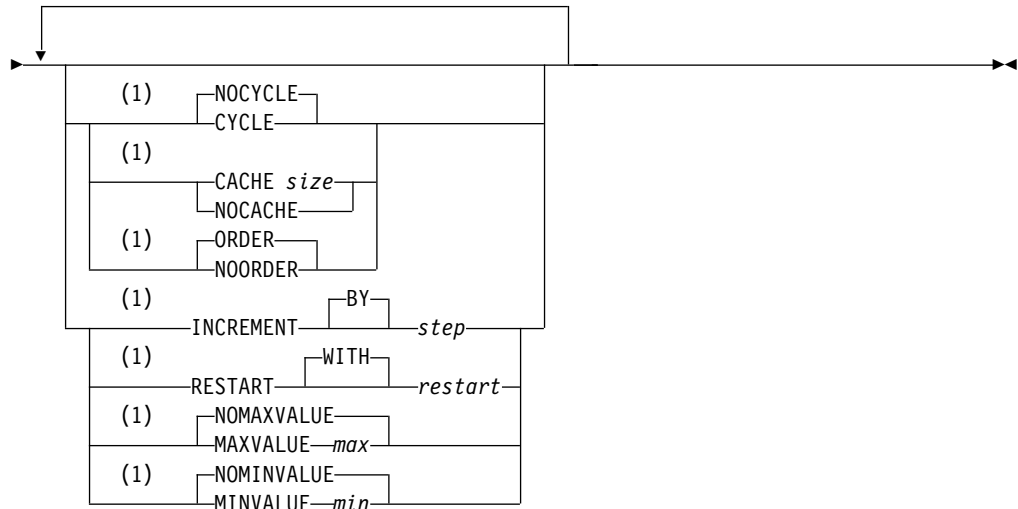 (1) NOCYCLE
CYCLE
(1)
CACHE size
NOCACHE
(1) ORDER
NOORDER
(1) BY
INCREMENT step
(1) WITH
RESTART restart
(1) NOMAXVALUE
MAXVALUE max
(1) NOMINVALUE
MINVALUE min